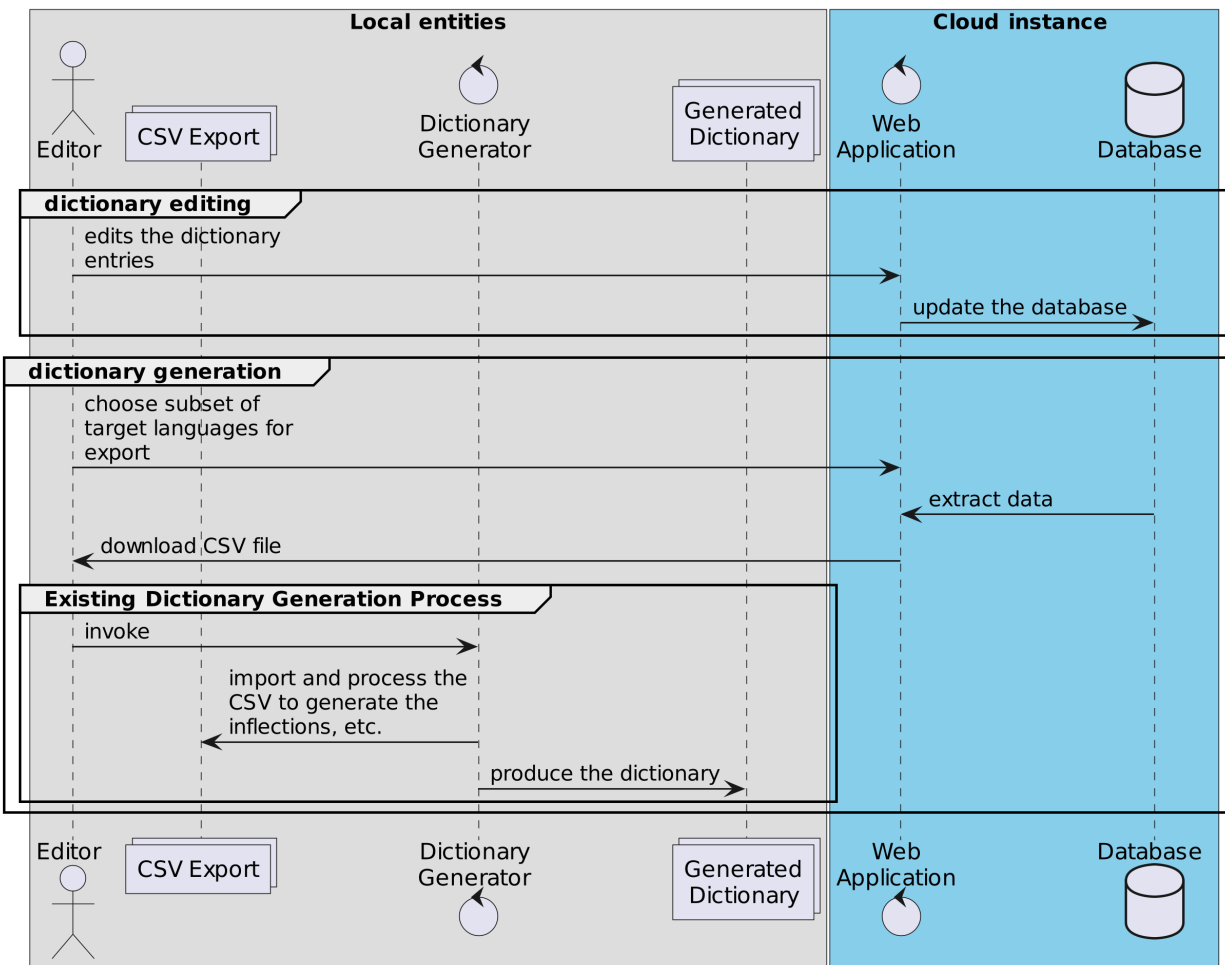 Local entities
Cloud instance
Editor
CSV Export
Dictionary
Generator
Generated
Dictionary
Web
Application
Database
dictionary editing
edits the dictionary
entries
update the database
dictionary generation
choose subset of
target languages for
export
extract data
download CSV file
Existing Dictionary Generation Process
invoke
import and process the
CSV to generate the
inflections, etc.
produce the dictionary
Editor
CSV Export
Dictionary
Generator
Generated
Dictionary
Web
Application
Database